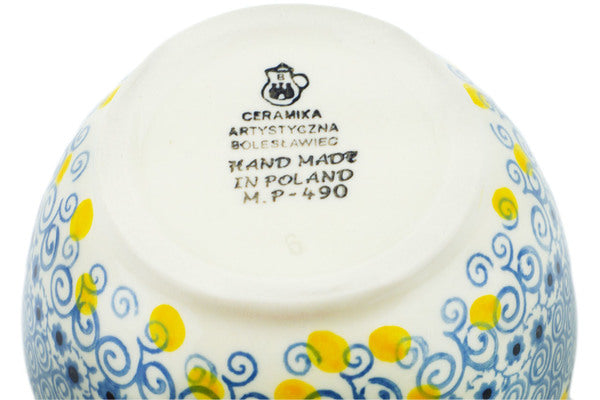 B
CERAMIKA
ARTYSTYCZNA
BOLESŁAWIEC
HAND MADE
IN POLAND
M.P-490